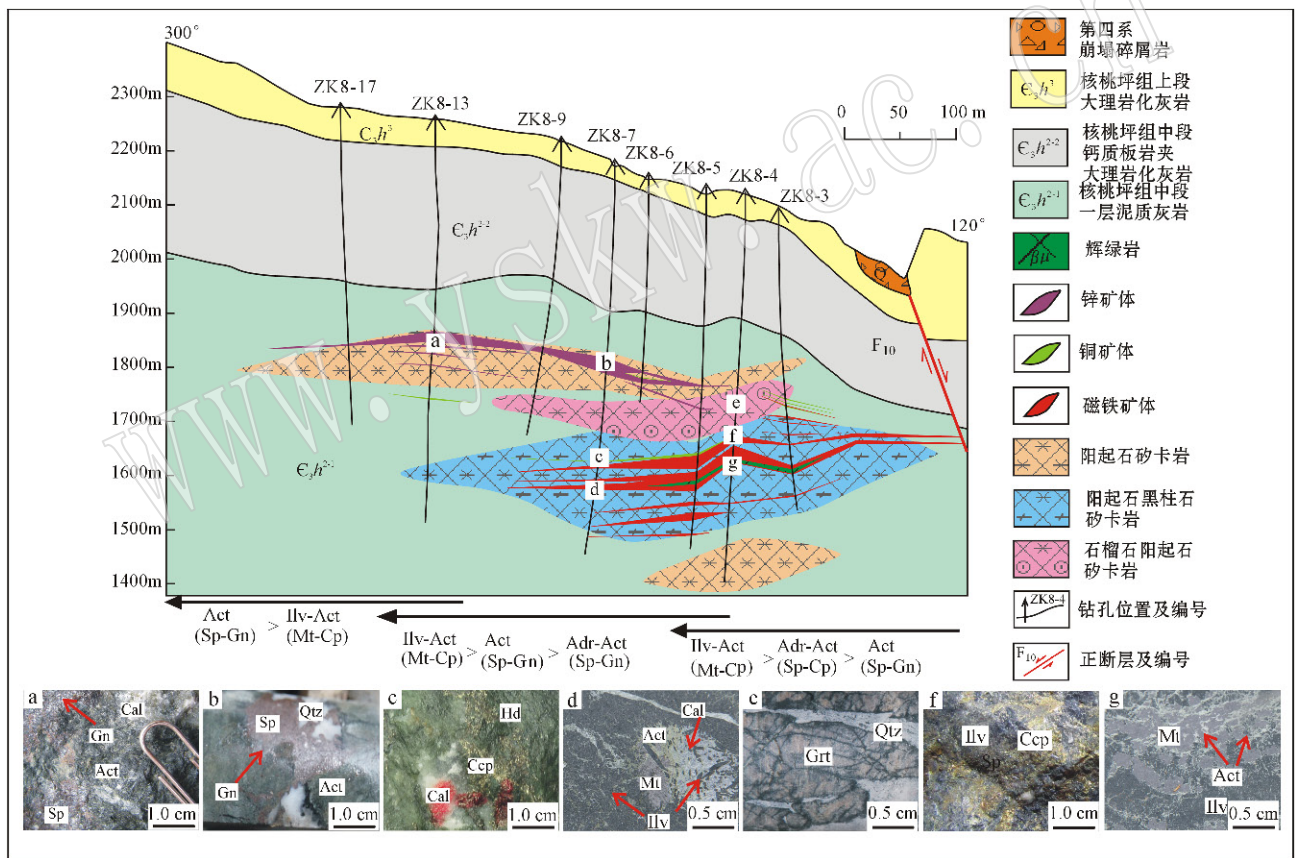 300°
2300m
2200m
2100m
2000m
1900m
1800m
1700m
1600m
1500m
1400m
ZK8-17
ZK8-13
ZK8-9
ZK8-7
ZK8-6
ZK8-5
ZK8-4
ZK8-3
0 50 100 m
120°
Є₃h³
Є₃h²⁻²
Є₃h²⁻¹
Q
F₁₀
a
b
c
d
e
f
g
Act > Ilv-Act
(Sp-Gn) (Mt-Cp)
Ilv-Act > Act > Adr-Act
(Mt-Cp) (Sp-Gn) (Sp-Gn)
Ilv-Act > Adr-Act > Act
(Mt-Cp) (Sp-Cp) (Sp-Gn)
第四系
崩塌碎屑岩
Є₃h³ 核桃坪组上段
大理岩化灰岩
Є₃h²⁻² 核桃坪组中段
钙质板岩夹
大理岩化灰岩
Є₃h²⁻¹ 核桃坪组中段
一层泥质灰岩
βμ 辉绿岩
锌矿体
铜矿体
磁铁矿体
阳起石矽卡岩
阳起石黑柱石
矽卡岩
石榴石阳起石
矽卡岩
ZK8-4 钻孔位置及编号
F₁₀ 正断层及编号
a
Cal
Gn
Act
Sp
1.0 cm
b
Sp
Qtz
Gn
Act
1.0 cm
c
Hd
Ccp
Cal
1.0 cm
d
Cal
Act
Mt
Ilv
0.5 cm
e
Qtz
Grt
0.5 cm
f
Ilv
Ccp
Sp
1.0 cm
g
Mt
Act
Ilv
0.5 cm
www.yskw.ac.cn